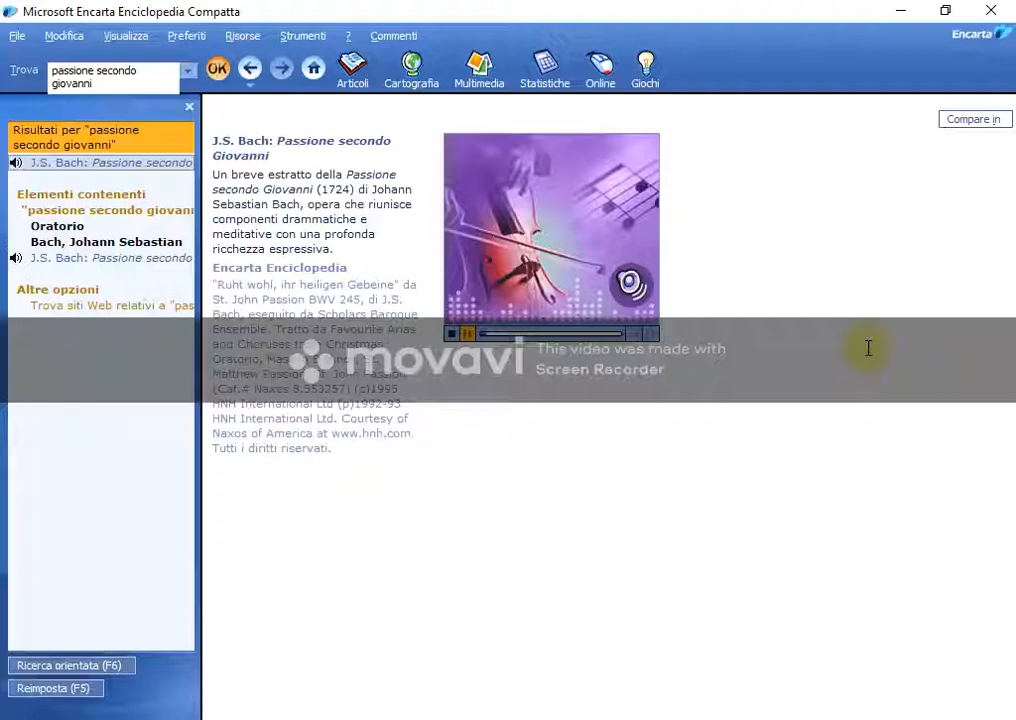 Microsoft Encarta Enciclopedia Compatta
File Modifica Visualizza Preferiti Risorse Strumenti ? Commenti
Encarta
Trova
passione secondo
giovanni
OK
Articoli Cartografia Multimedia Statistiche Online Giochi
Risultati per "passione
secondo giovanni"
J.S. Bach: Passione secondo
Elementi contenenti
"passione secondo giovann
Oratorio
Bach, Johann Sebastian
J.S. Bach: Passione secondo
Altre opzioni
Trova siti Web relativi a "pas
Ricerca orientata (F6)
Reimposta (F5)
Compare in
J.S. Bach: Passione secondo
Giovanni
Un breve estratto della Passione
secondo Giovanni (1724) di Johann
Sebastian Bach, opera che riunisce
componenti drammatiche e
meditative con una profonda
ricchezza espressiva.
Encarta Enciclopedia
"Ruht wohl, ihr heiligen Gebeine" da
St. John Passion BWV 245, di J.S.
Bach, eseguito da Scholars Baroque
Ensemble. Tratto da Favourite Arias
and Choruses from Christmas
Oratorio, Mass
Matthew Passion, St. John Passion
(Cat.# Naxos 8.553257) (c)1995
HNH International Ltd (p)1992-93
HNH International Ltd. Courtesy of
Naxos of America at www.hnh.com.
Tutti i diritti riservati.
movavi
This video was made with
Screen Recorder